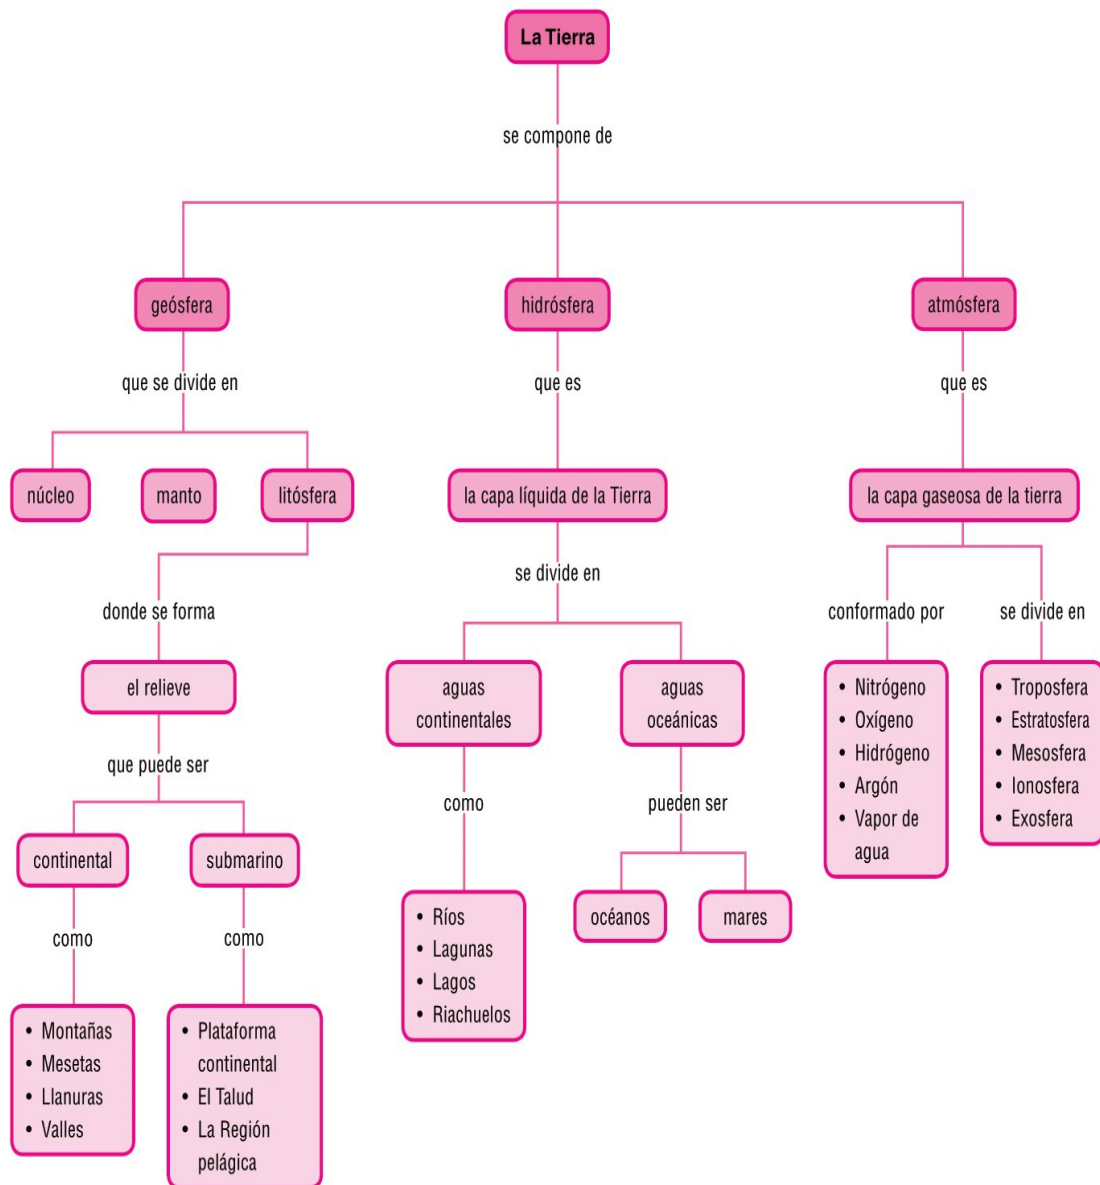 La Tierra
se compone de
geósfera
hidrósfera
atmósfera
que se divide en
que es
que es
núcleo
manto
litósfera
la capa líquida de la Tierra
la capa gaseosa de la tierra
donde se forma
se divide en
conformado por
se divide en
el relieve
aguas
continentales
aguas
oceánicas
• Nitrógeno
• Oxígeno
• Hidrógeno
• Argón
• Vapor de
agua
• Troposfera
• Estratosfera
• Mesosfera
• Ionosfera
• Exosfera
que puede ser
como
pueden ser
continental
submarino
• Ríos
• Lagunas
• Lagos
• Riachuelos
océanos
mares
como
como
• Montañas
• Mesetas
• Llanuras
• Valles
• Plataforma
continental
• El Talud
• La Región
pelágica